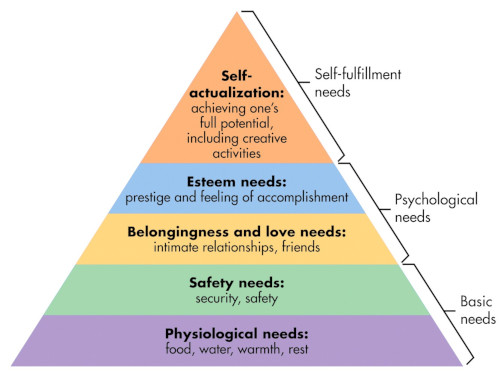 Self-
actualization:
achieving one's
full potential,
including creative
activities
Self-fulfillment
needs
Esteem needs:
prestige and feeling of accomplishment
Psychological
needs
Belongingness and love needs:
intimate relationships, friends
Safety needs:
security, safety
Basic
needs
Physiological needs:
food, water, warmth, rest